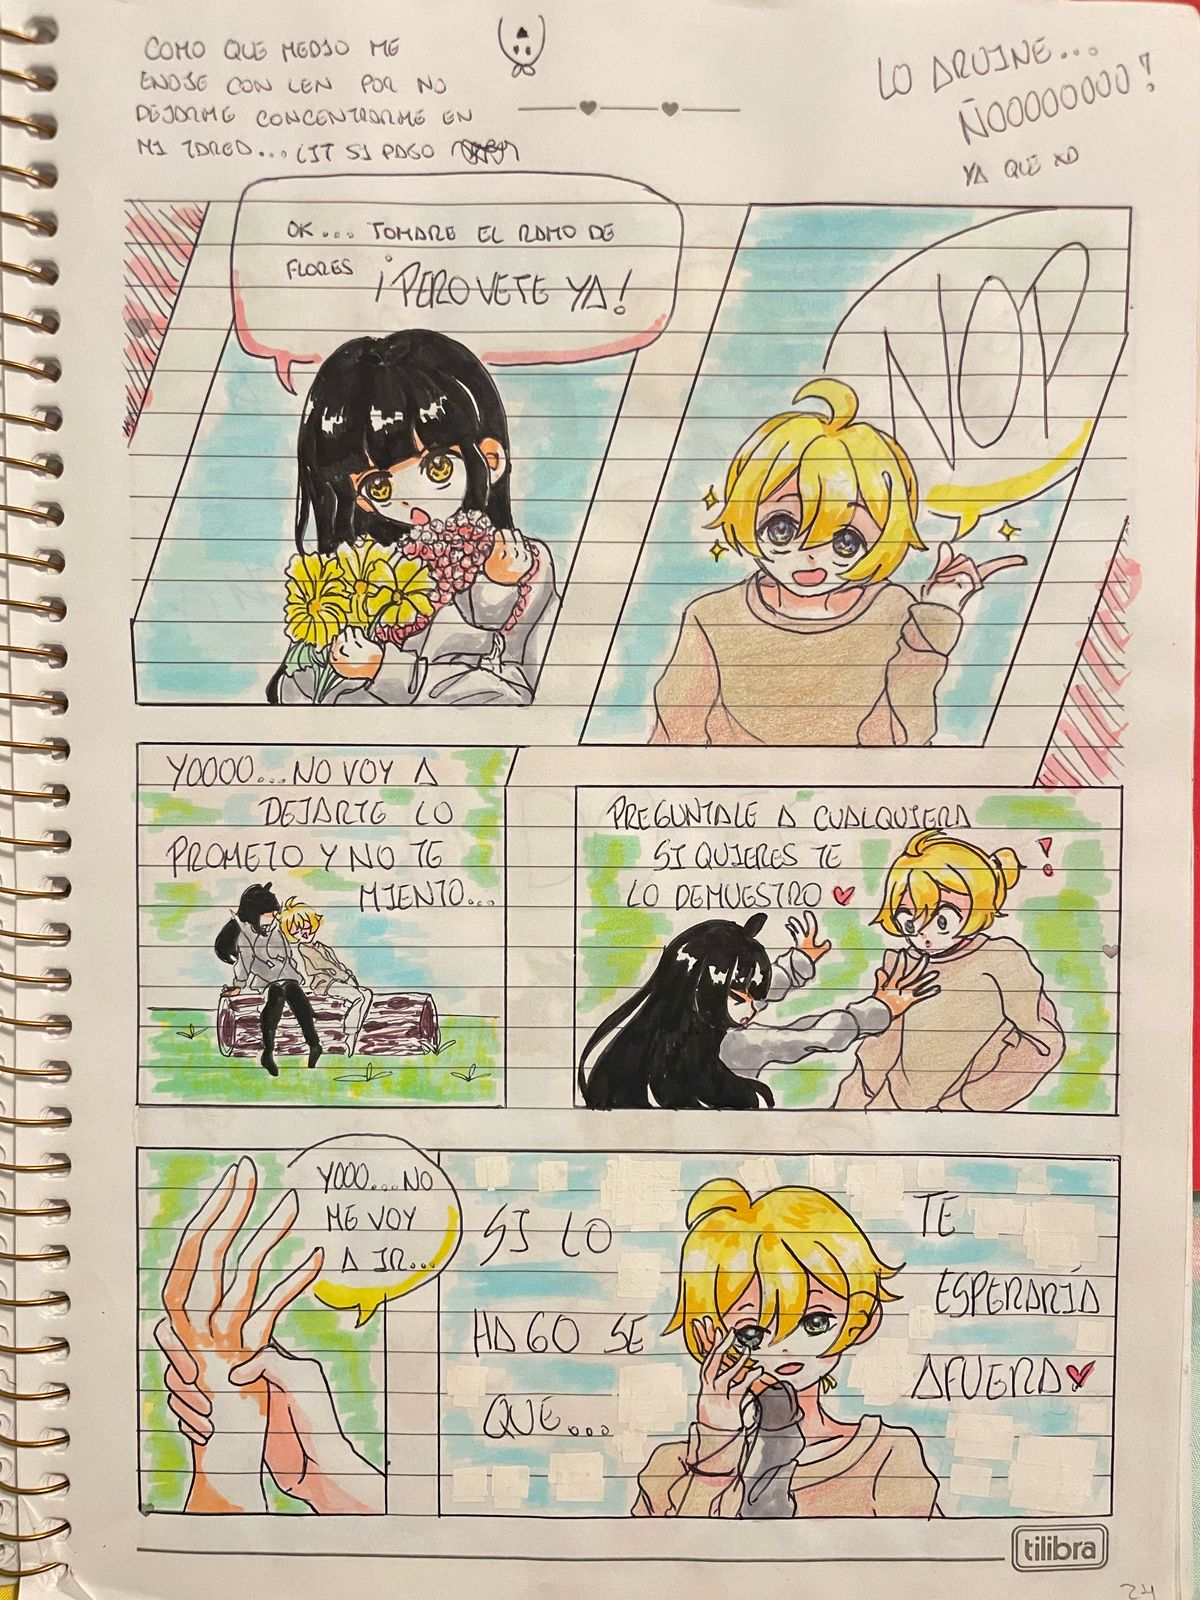 COMO QUE MEDIO ME
ENOJE CON LEN POR NO
DEJARME CONCENTRARME EN
MI TAREA... LIT SI PASO
LO ARUINE...
ÑOOOOOOOO!
YA QUE XD
OK... TOMARE EL RAMO DE
FLORES ¡PERO VETE YA!
NOP
YOOOO...NO VOY A
DEJARTE LO
PROMETO Y NO TE
MIENTO...
PREGUNTALE A CUALQUIERA
SI QUIERES TE
LO DEMUESTRO
YOOO...NO
ME VOY
A IR...
SI LO
HAGO SE
QUE...
TE
ESPERARÍA
AFUERA
tilibra
24